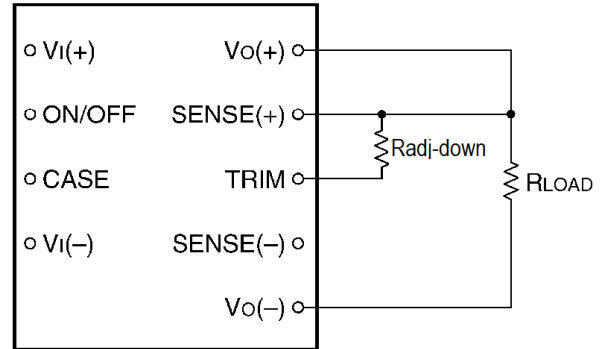 VI(+)
VO(+)
ON/OFF
SENSE(+)
Radj-down
CASE
TRIM
RLOAD
VI(–)
SENSE(–)
VO(–)